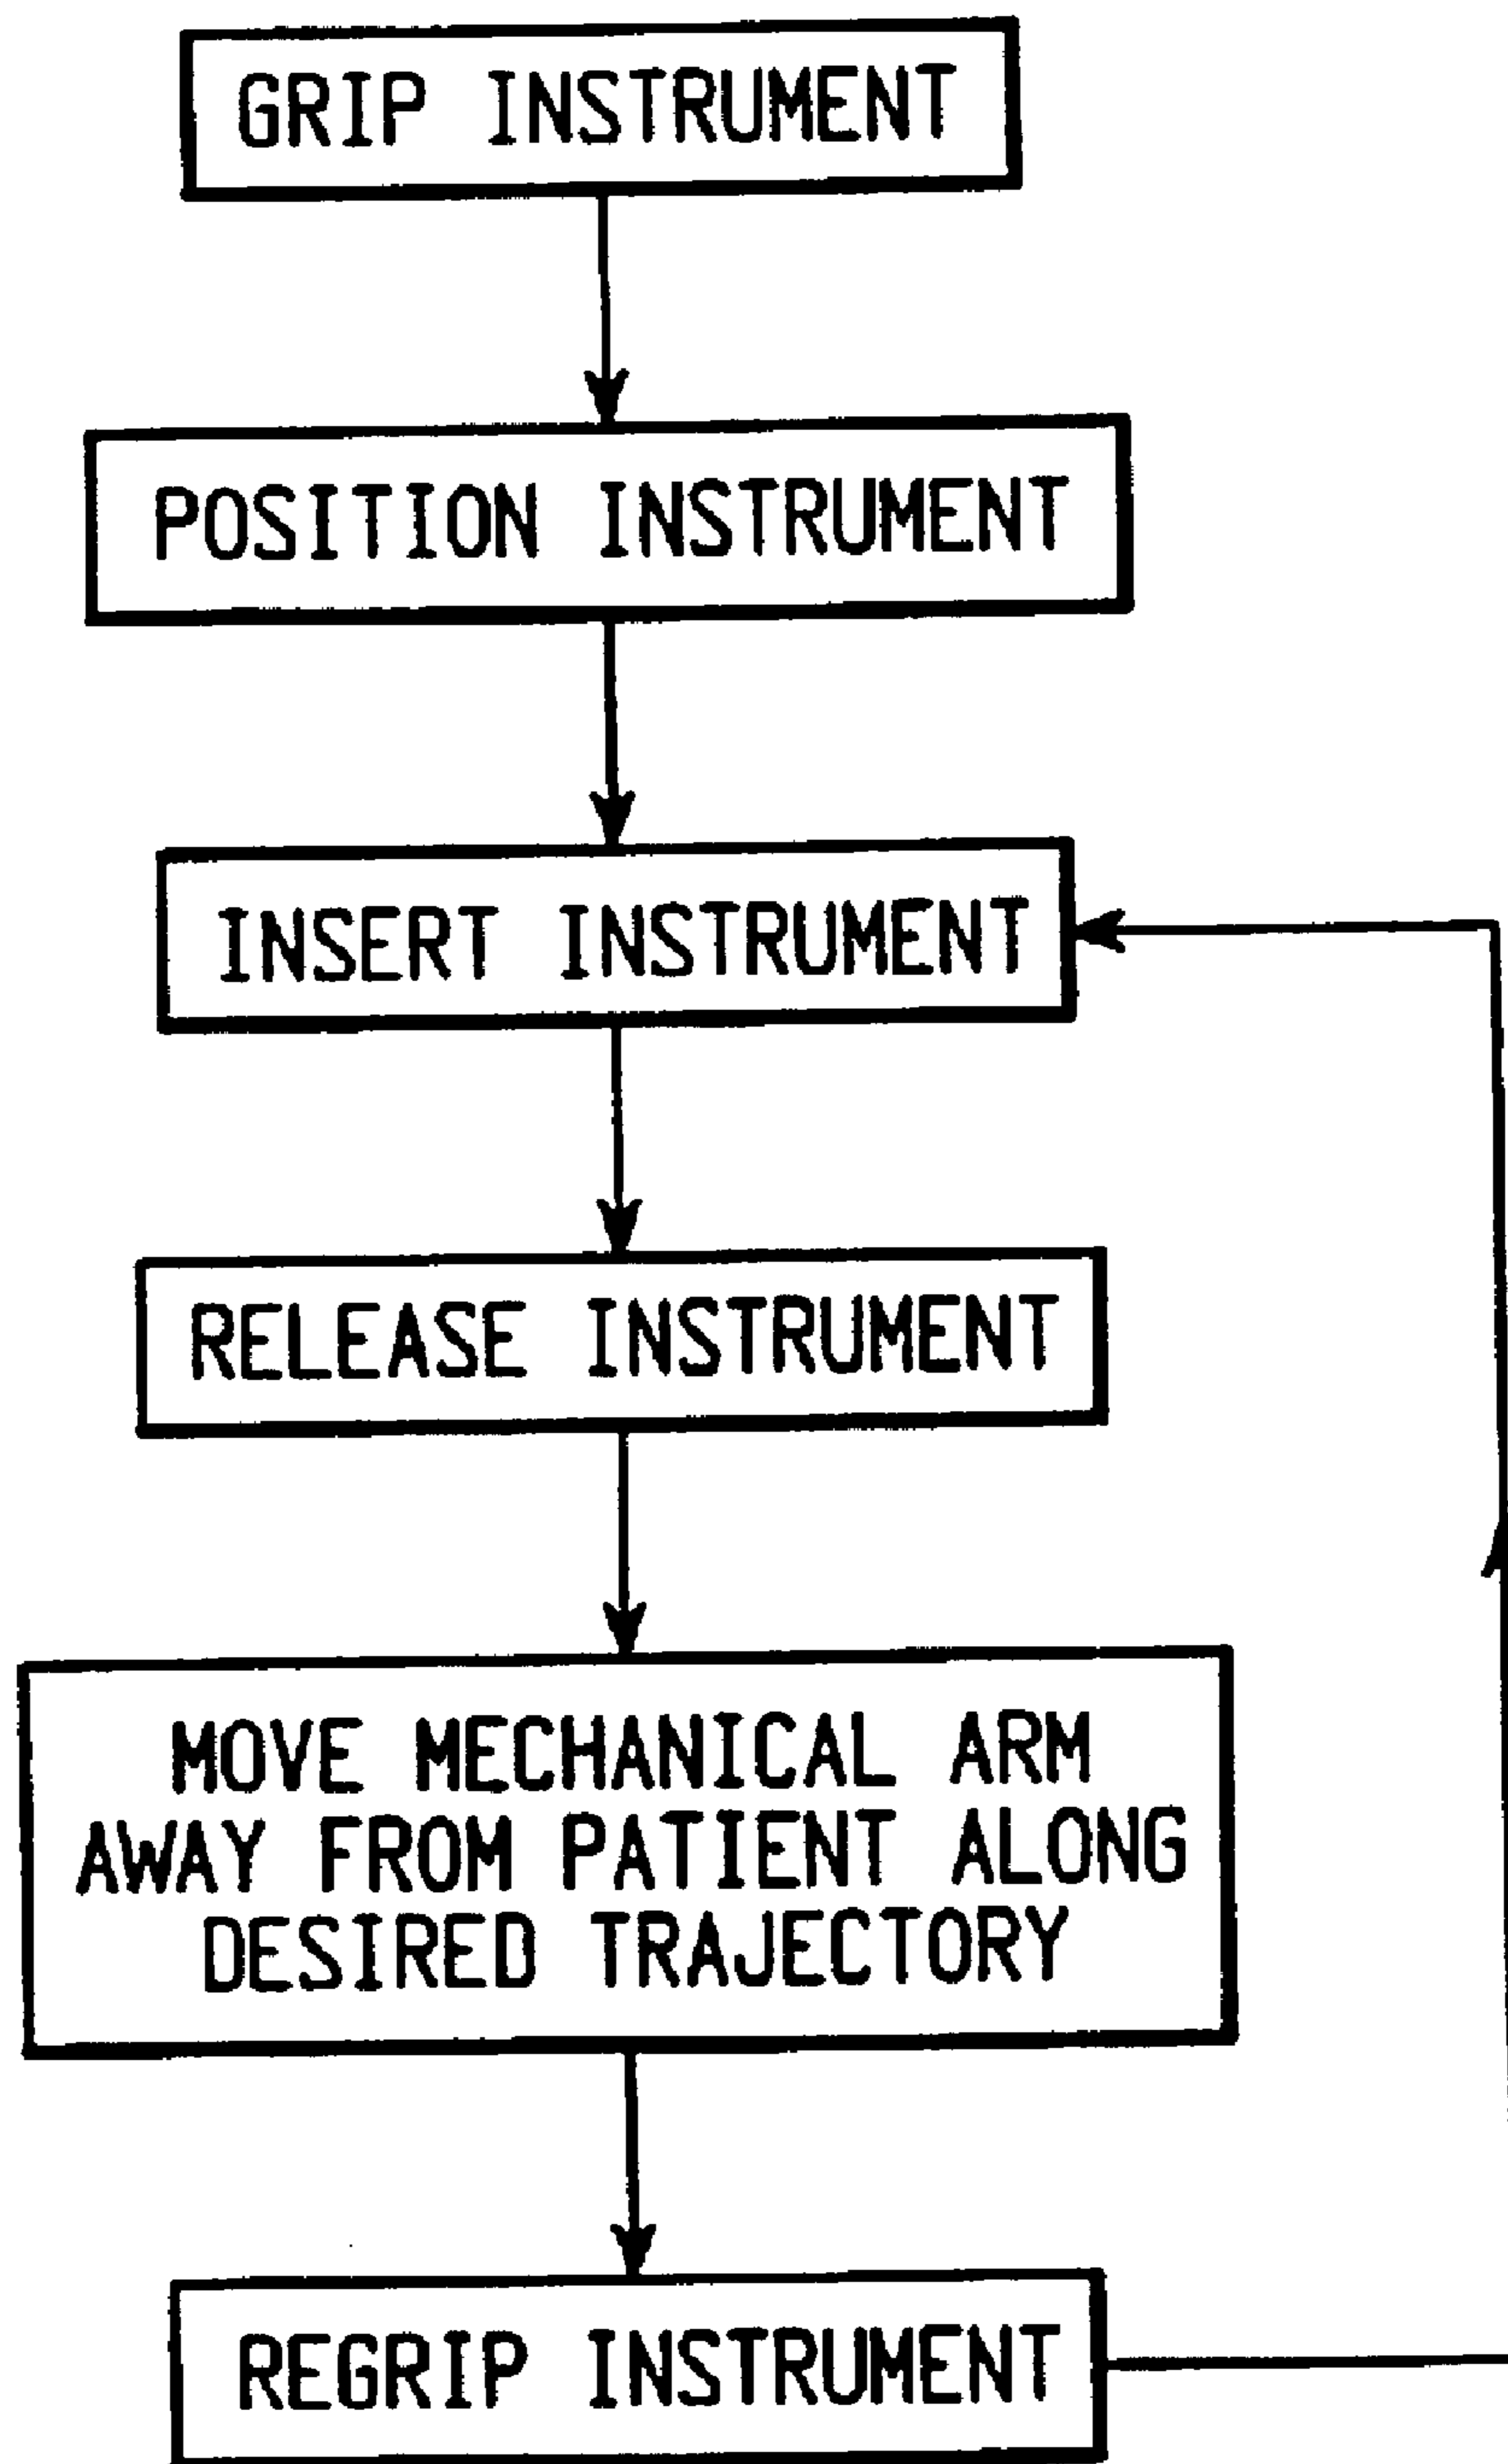 GRIP INSTRUMENT
POSITION INSTRUMENT
INSERT INSTRUMENT
RELEASE INSTRUMENT
MOVE MECHANICAL ARM
AWAY FROM PATIENT ALONG
DESIRED TRAJECTORY
REGRIP INSTRUMENT